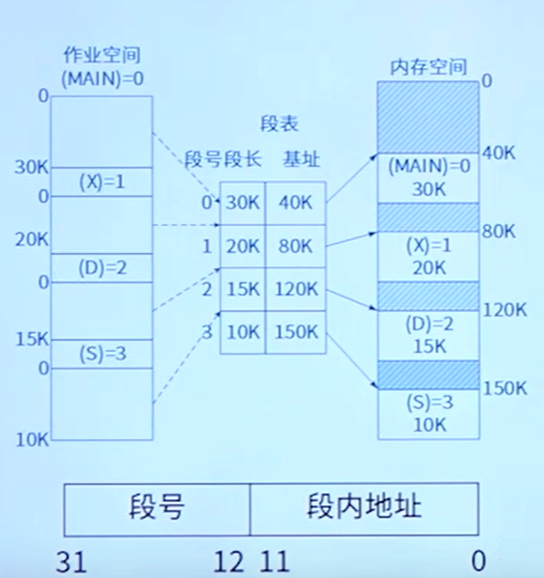 作业空间
(MAIN)=0
0
30K
(X)=1
0
20K
(D)=2
0
15K
(S)=3
0
10K
段表
段号 段长 基址
0 30K 40K
1 20K 80K
2 15K 120K
3 10K 150K
内存空间
0
40K
(MAIN)=0
30K
80K
(X)=1
20K
120K
(D)=2
15K
150K
(S)=3
10K
段号 段内地址
31 12 11 0